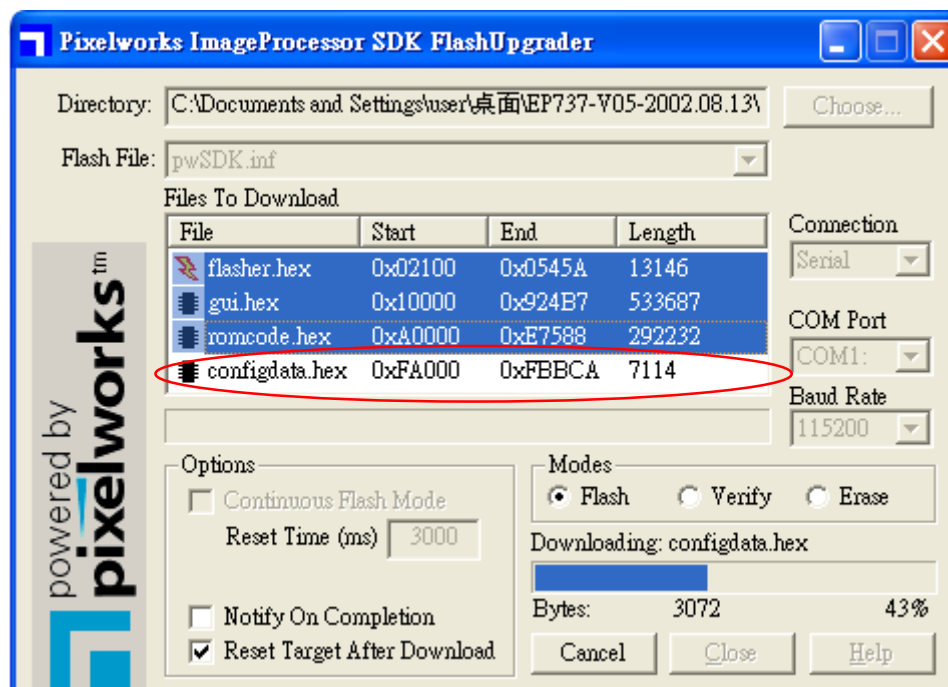 Pixelworks ImageProcessor SDK FlashUpgrader
Directory: C:\Documents and Settings\user\桌面\EP737-V05-2002.08.13\ Choose...
Flash File: pwSDK.inf
Files To Download
File Start End Length
flasher.hex 0x02100 0x0545A 13146
gui.hex 0x10000 0x924B7 533687
romcode.hex 0xA0000 0xE7588 292232
configdata.hex 0xFA000 0xFBBCA 7114
Connection
Serial
COM Port
COM1:
Baud Rate
115200
powered by
pixelworks tm
Options
Continuous Flash Mode
Reset Time (ms) 3000
Notify On Completion
Reset Target After Download
Modes
Flash Verify Erase
Downloading: configdata.hex
Bytes: 3072 43%
Cancel Close Help